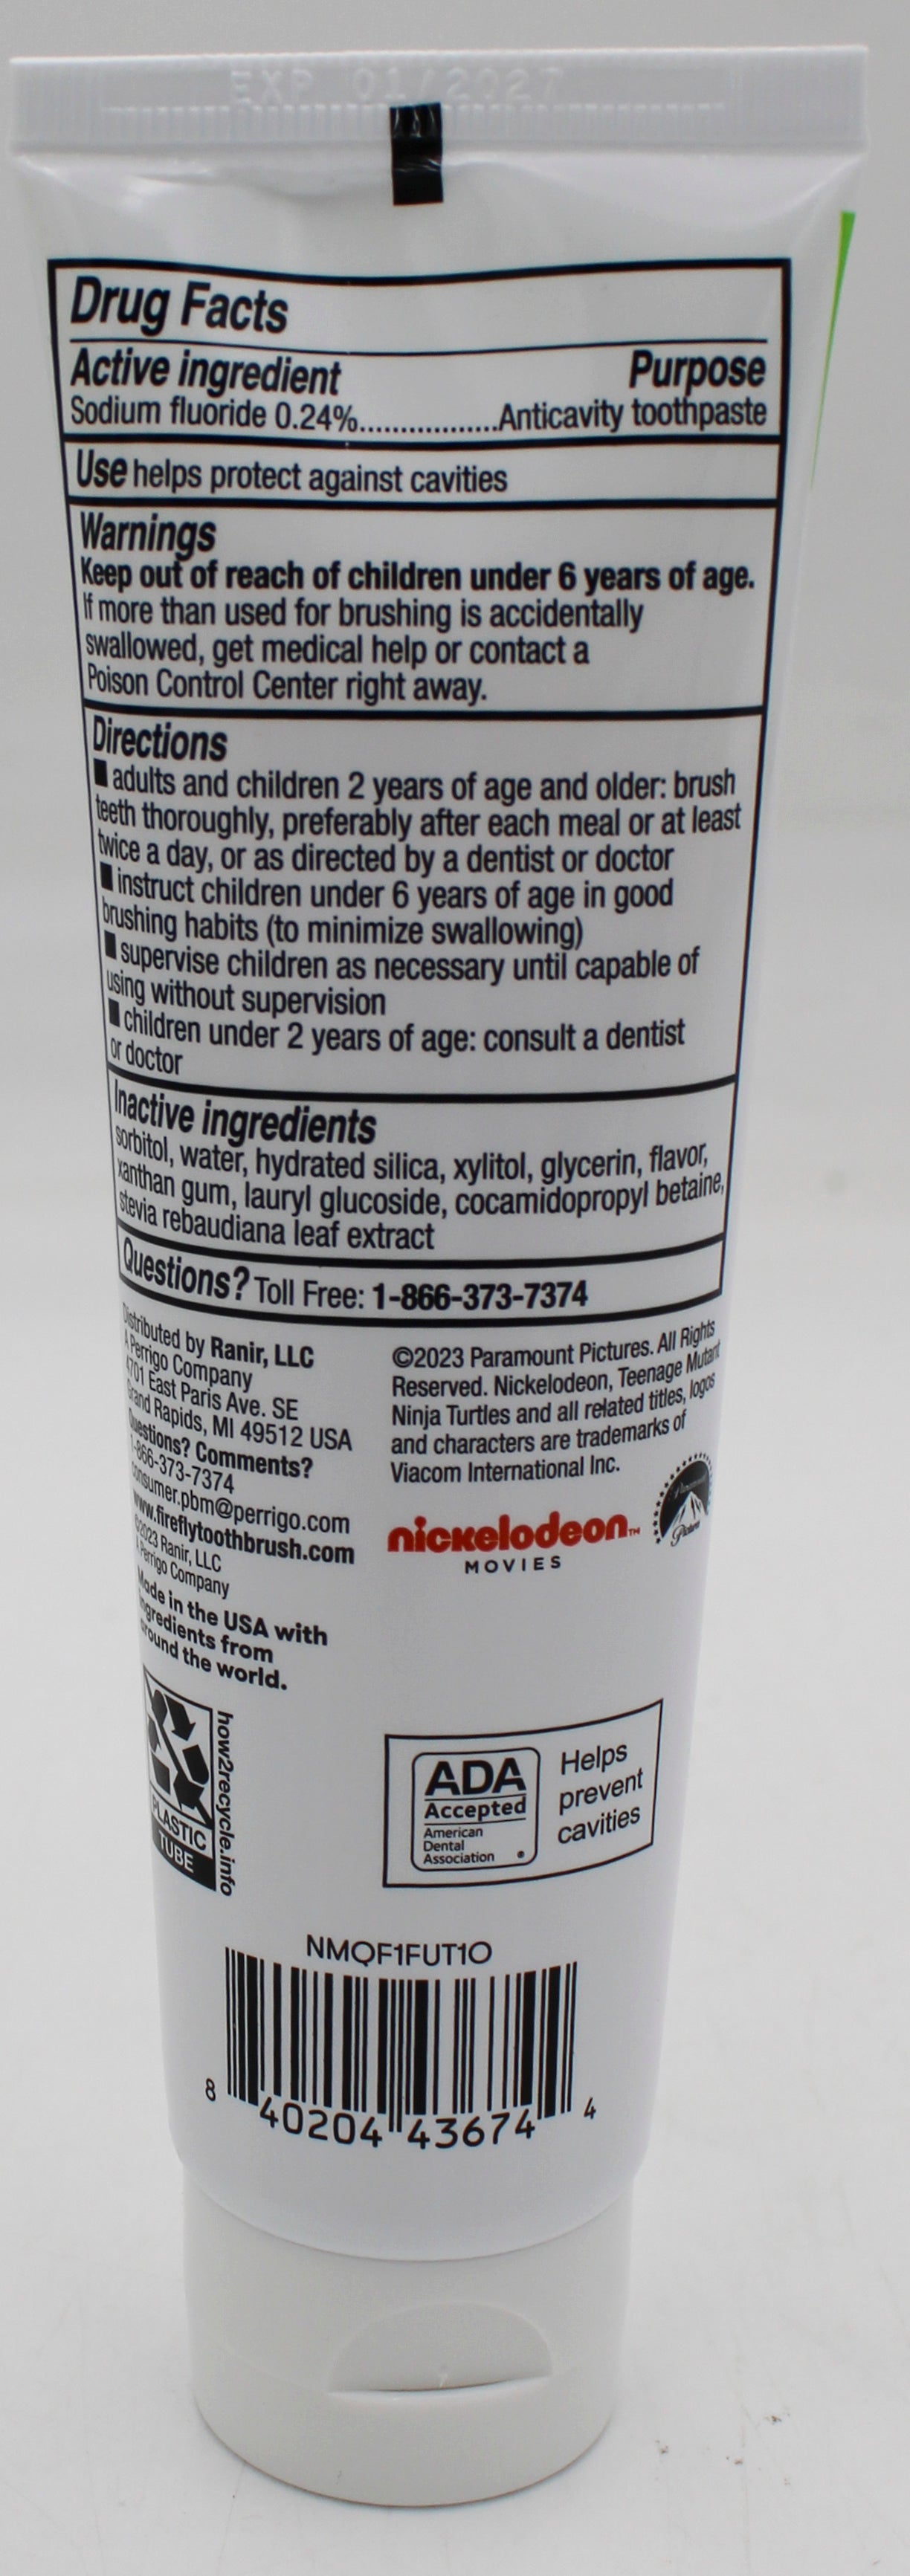 EXP 01/2027
Drug Facts
Active ingredient Purpose
Sodium fluoride 0.24%.................Anticavity toothpaste
Use helps protect against cavities
Warnings
Keep out of reach of children under 6 years of age.
If more than used for brushing is accidentally
swallowed, get medical help or contact a
Poison Control Center right away.
Directions
■ adults and children 2 years of age and older: brush
teeth thoroughly, preferably after each meal or at least
twice a day, or as directed by a dentist or doctor
■ instruct children under 6 years of age in good
brushing habits (to minimize swallowing)
■ supervise children as necessary until capable of
using without supervision
■ children under 2 years of age: consult a dentist
or doctor
Inactive ingredients
sorbitol, water, hydrated silica, xylitol, glycerin, flavor,
xanthan gum, lauryl glucoside, cocamidopropyl betaine,
stevia rebaudiana leaf extract
Questions? Toll Free: 1-866-373-7374
Distributed by Ranir, LLC
A Perrigo Company
4701 East Paris Ave. SE
Grand Rapids, MI 49512 USA
Questions? Comments?
1-866-373-7374
consumer.pbm@perrigo.com
www.fireflytoothbrush.com
©2023 Ranir, LLC
A Perrigo Company
Made in the USA with
ingredients from
around the world.
©2023 Paramount Pictures. All Rights
Reserved. Nickelodeon, Teenage Mutant
Ninja Turtles and all related titles, logos
and characters are trademarks of
Viacom International Inc.
nickelodeon™
MOVIES
Paramount
Pictures
PLASTIC
TUBE
how2recycle.info
ADA
Accepted
American
Dental
Association ®
Helps
prevent
cavities
NMQF1FUT1O
8 40204 43674 4